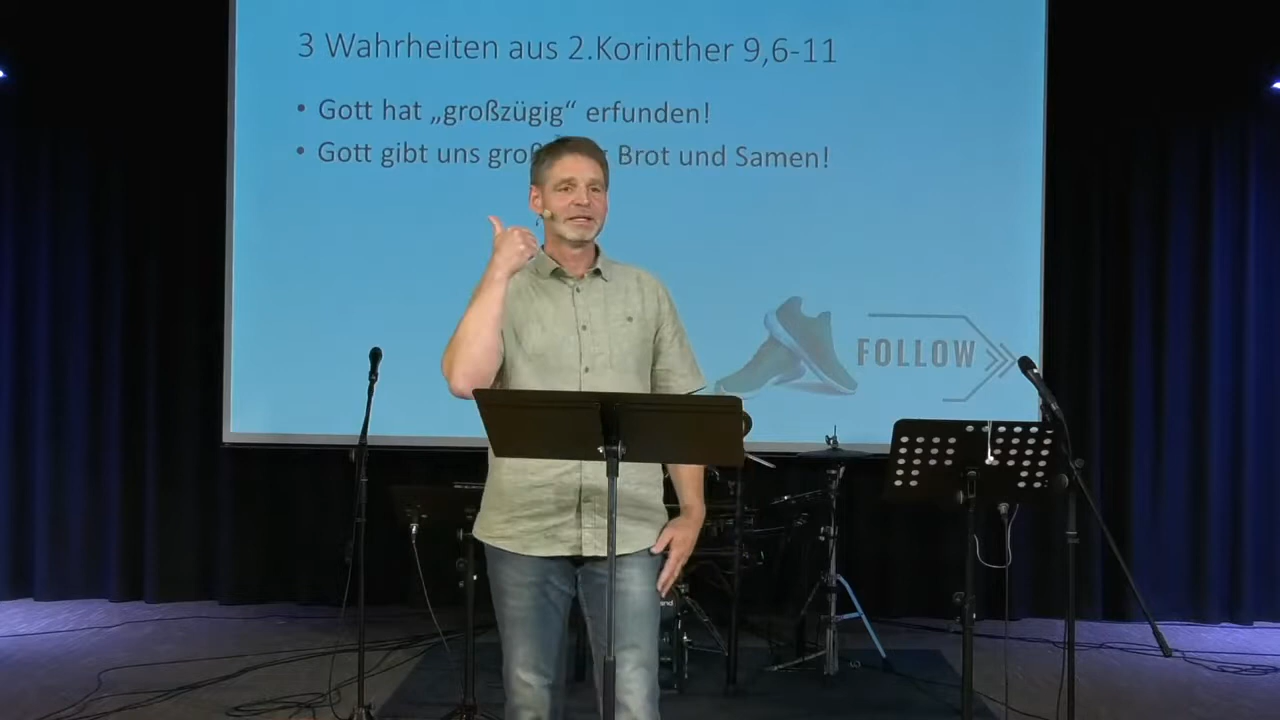 3 Wahrheiten aus 2.Korinther 9,6-11
• Gott hat „großzügig“ erfunden!
• Gott gibt uns Brot und Samen!
FOLLOW